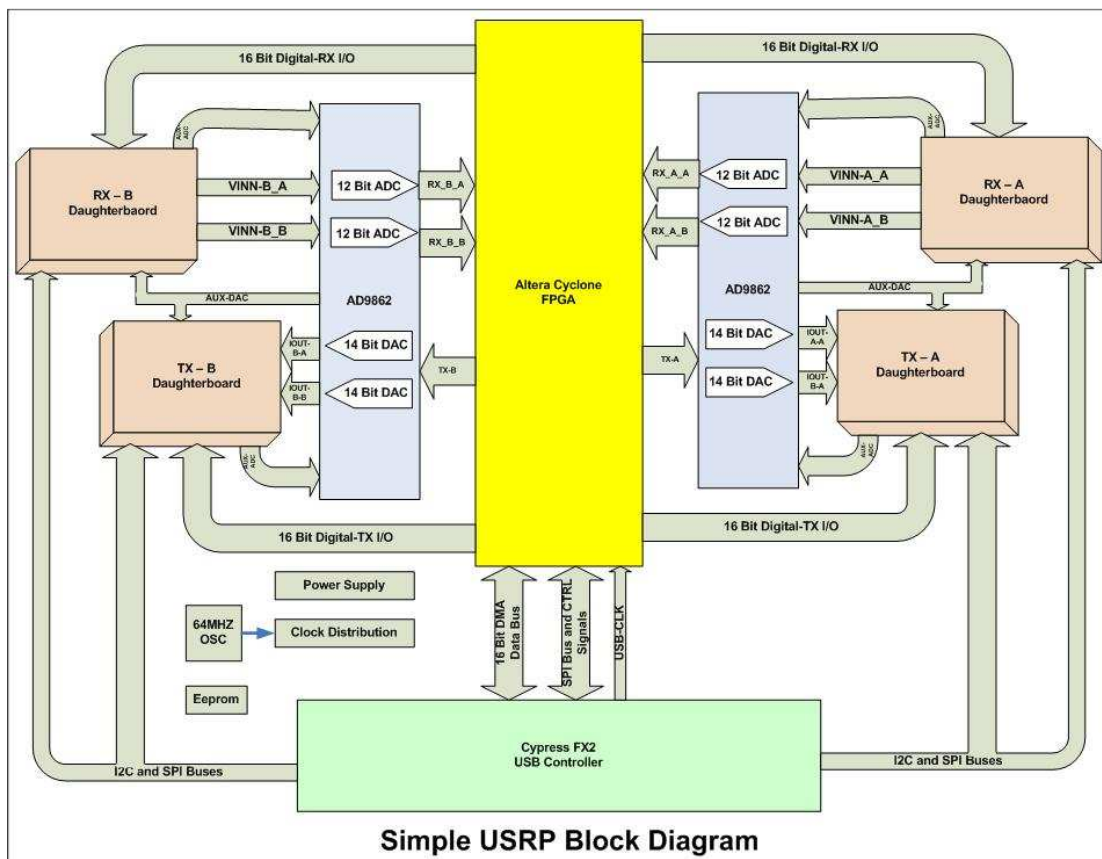 16 Bit Digital-RX I/O
16 Bit Digital-RX I/O
AUX-
ADC
AUX-
ADC
RX – B
Daughterbaord
VINN-B_A
VINN-B_B
12 Bit ADC
12 Bit ADC
RX_B_A
RX_B_B
AD9862
AUX-DAC
Altera Cyclone
FPGA
RX_A_A
RX_A_B
12 Bit ADC
12 Bit ADC
VINN-A_A
VINN-A_B
RX – A
Daughterboard
AD9862
AUX-DAC
TX – B
Daughterboard
IOUT-
B-A
IOUT-
B-B
14 Bit DAC
14 Bit DAC
TX-B
TX-A
14 Bit DAC
14 Bit DAC
IOUT-
A-A
IOUT-
B-A
TX – A
Daughterboard
AUX-
ADC
AUX-
ADC
16 Bit Digital-TX I/O
16 Bit Digital-TX I/O
Power Supply
64MHZ
OSC
Clock Distribution
Eeprom
16 Bit DMA
Data Bus
SPI Bus and CTRL
Signals
USB-CLK
Cypress FX2
USB Controller
I2C and SPI Buses
I2C and SPI Buses
Simple USRP Block Diagram